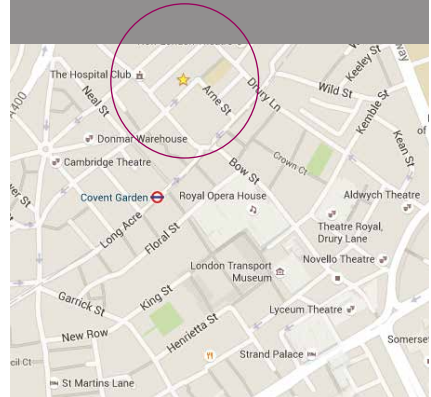 The Hospital Club
Arne St
Drury Ln
Wild St
Keeley St
Kemble St
Kean St
A400
Neal St
Donmar Warehouse
Cambridge Theatre
Bow St
Crown Ct
Covent Garden
Royal Opera House
Aldwych Theatre
Long Acre
Floral St
Theatre Royal,
Drury Lane
London Transport
Museum
Novello Theatre
Garrick St
King St
Lyceum Theatre
New Row
Henrietta St
Strand Palace
St Martins Lane